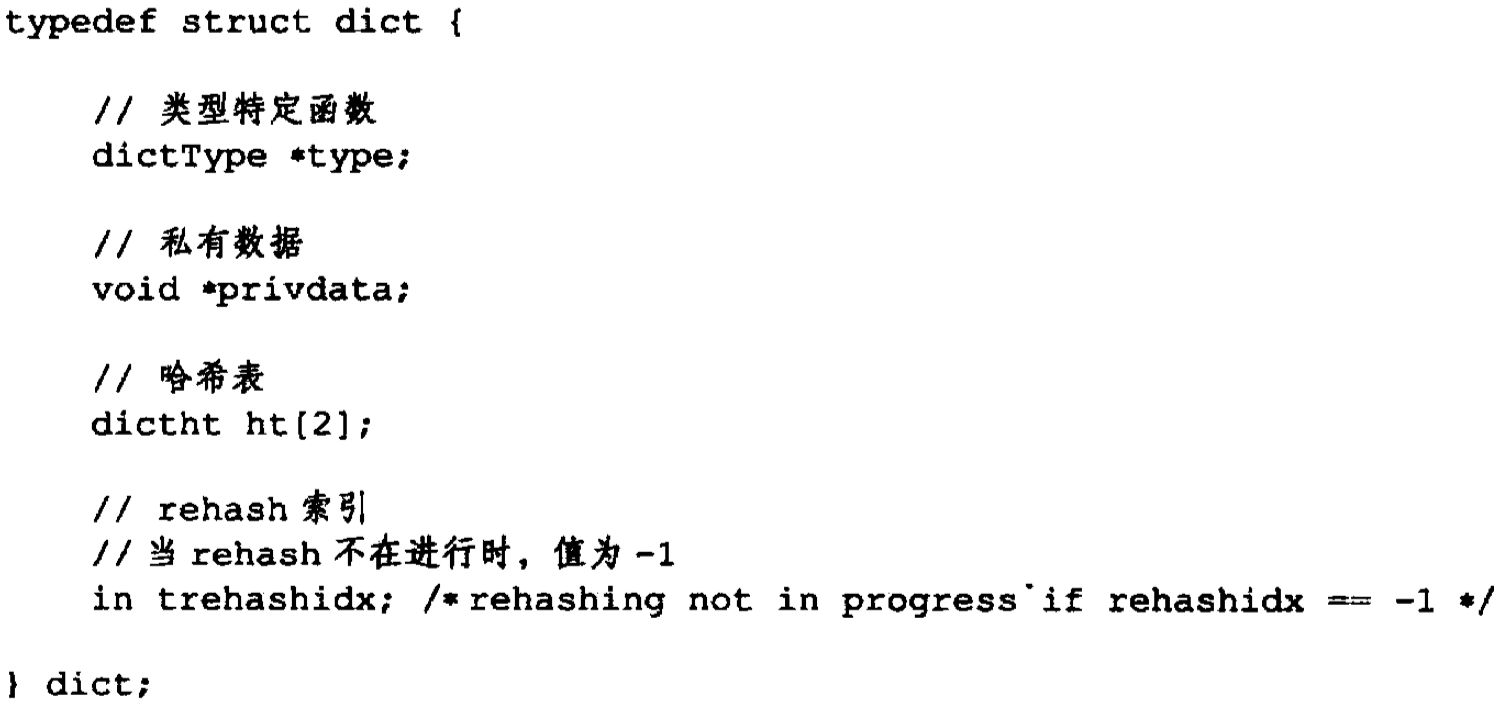 typedef struct dict {
// 类型特定函数
dictType *type;
// 私有数据
void *privdata;
// 哈希表
dictht ht[2];
// rehash 索引
// 当 rehash 不在进行时，值为 -1
in trehashidx; /* rehashing not in progress if rehashidx == -1 */
} dict;